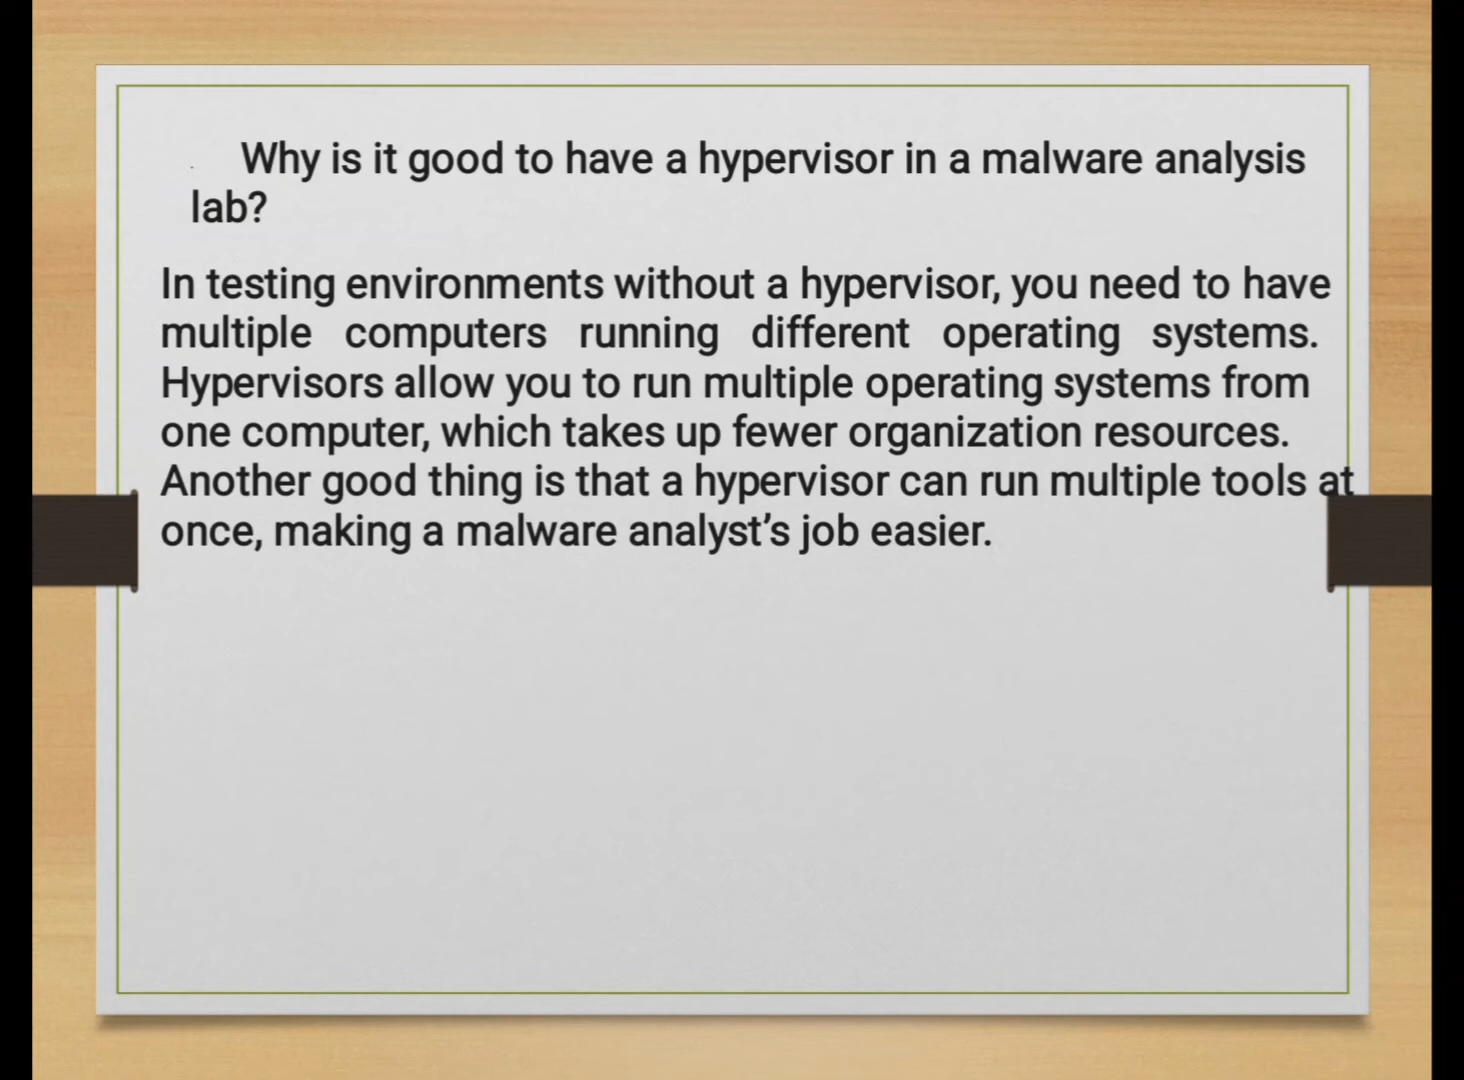 Why is it good to have a hypervisor in a malware analysis
lab?
In testing environments without a hypervisor, you need to have
multiple computers running different operating systems.
Hypervisors allow you to run multiple operating systems from
one computer, which takes up fewer organization resources.
Another good thing is that a hypervisor can run multiple tools at
once, making a malware analyst’s job easier.